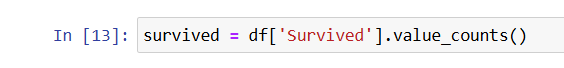 In [13]: survived = df['Survived'].value_counts()